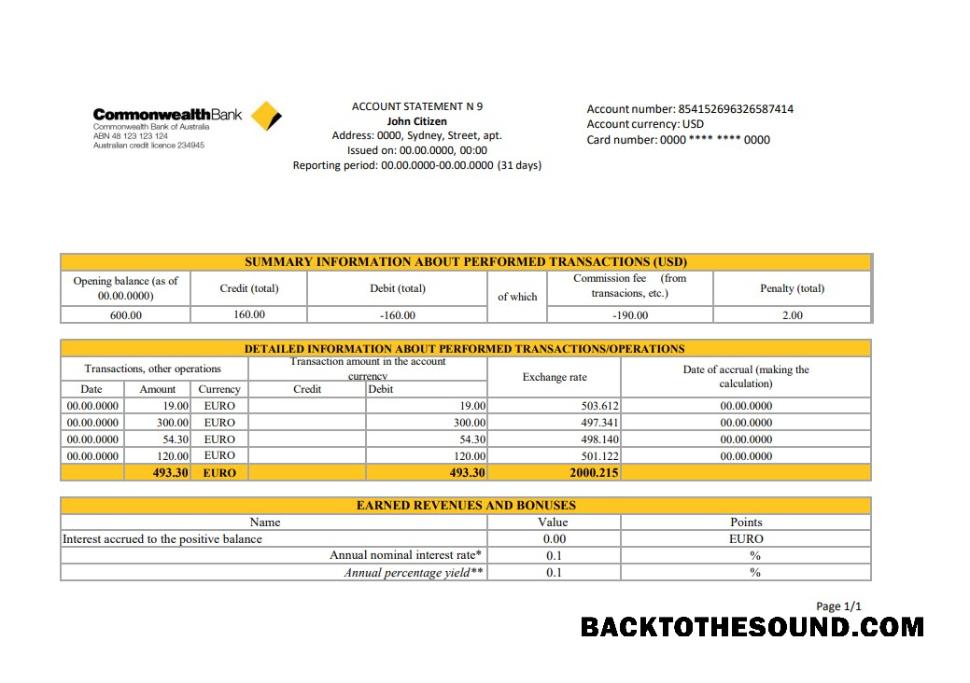 CommonwealthBank
Commonwealth Bank of Australia
ABN 48 123 123 124
Australian credit licence 234945
ACCOUNT STATEMENT N 9
John Citizen
Address: 0000, Sydney, Street, apt.
Issued on: 00.00.0000, 00:00
Reporting period: 00.00.0000-00.00.0000 (31 days)
Account number: 854152696326587414
Account currency: USD
Card number: 0000 **** **** 0000
SUMMARY INFORMATION ABOUT PERFORMED TRANSACTIONS (USD)
Opening balance (as of 00.00.0000) Credit (total) Debit (total) of which Commission fee (from transacions, etc.) Penalty (total)
600.00 160.00 -160.00 -190.00 2.00
DETAILED INFORMATION ABOUT PERFORMED TRANSACTIONS/OPERATIONS
Transactions, other operations Transaction amount in the account currency Exchange rate Date of accrual (making the calculation)
Date Amount Currency Credit Debit
00.00.0000 19.00 EURO 19.00 503.612 00.00.0000
00.00.0000 300.00 EURO 300.00 497.341 00.00.0000
00.00.0000 54.30 EURO 54.30 498.140 00.00.0000
00.00.0000 120.00 EURO 120.00 501.122 00.00.0000
493.30 EURO 493.30 2000.215
EARNED REVENUES AND BONUSES
Name Value Points
Interest accrued to the positive balance 0.00 EURO
Annual nominal interest rate* 0.1 %
Annual percentage yield** 0.1 %
Page 1/1
BACKTOTHESOUND.COM